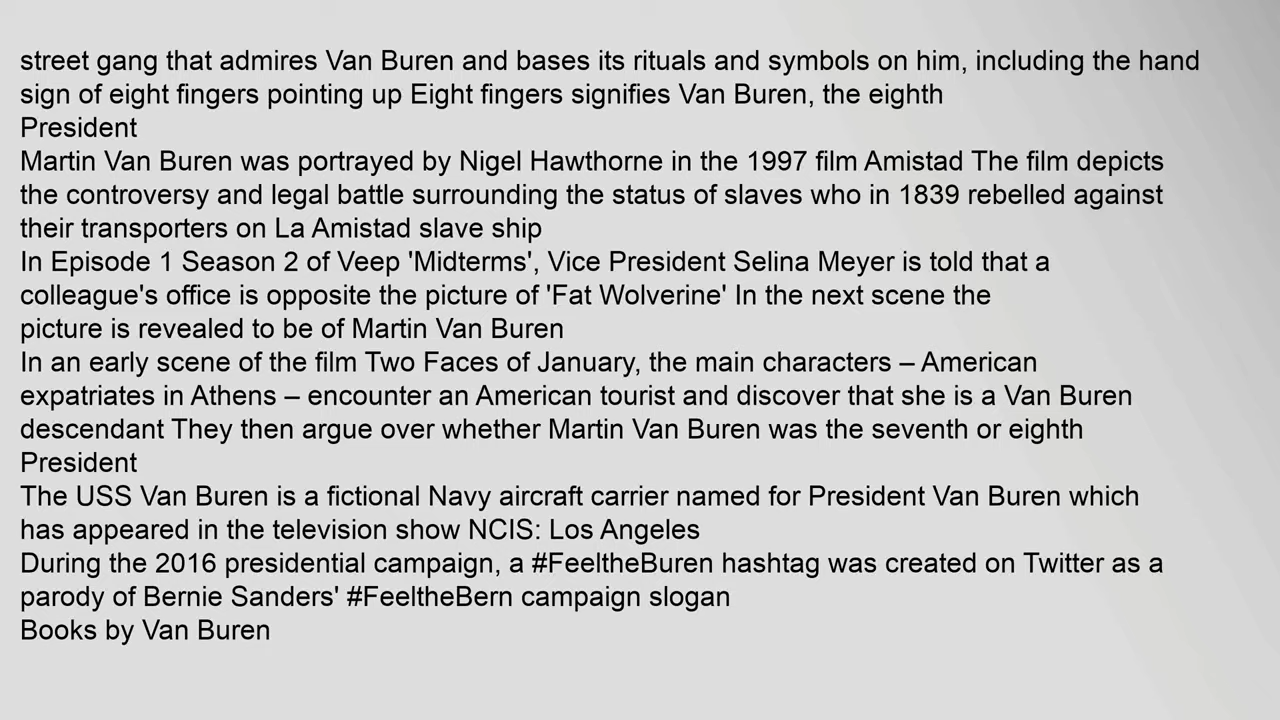 street gang that admires Van Buren and bases its rituals and symbols on him, including the hand
sign of eight fingers pointing up Eight fingers signifies Van Buren, the eighth
President
Martin Van Buren was portrayed by Nigel Hawthorne in the 1997 film Amistad The film depicts
the controversy and legal battle surrounding the status of slaves who in 1839 rebelled against
their transporters on La Amistad slave ship
In Episode 1 Season 2 of Veep 'Midterms', Vice President Selina Meyer is told that a
colleague's office is opposite the picture of 'Fat Wolverine' In the next scene the
picture is revealed to be of Martin Van Buren
In an early scene of the film Two Faces of January, the main characters – American
expatriates in Athens – encounter an American tourist and discover that she is a Van Buren
descendant They then argue over whether Martin Van Buren was the seventh or eighth
President
The USS Van Buren is a fictional Navy aircraft carrier named for President Van Buren which
has appeared in the television show NCIS: Los Angeles
During the 2016 presidential campaign, a #FeeltheBuren hashtag was created on Twitter as a
parody of Bernie Sanders' #FeeltheBern campaign slogan
Books by Van Buren